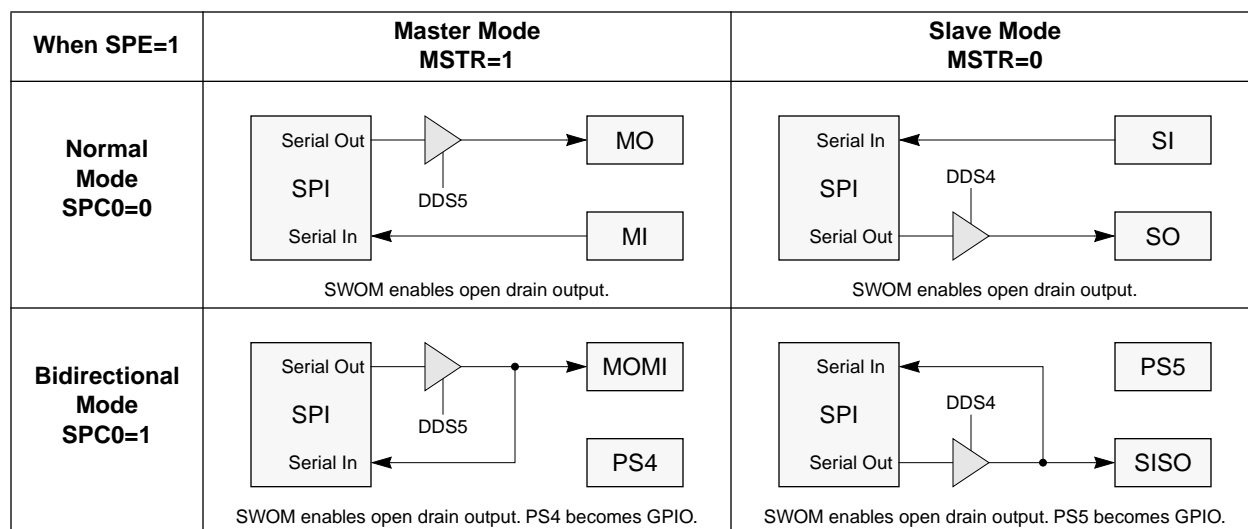 When SPE=1
Master Mode
MSTR=1
Slave Mode
MSTR=0
Normal
Mode
SPC0=0
Serial Out
MO
SPI
DDS5
Serial In
MI
SWOM enables open drain output.
Serial In
SI
SPI
DDS4
Serial Out
SO
SWOM enables open drain output.
Bidirectional
Mode
SPC0=1
Serial Out
MOMI
SPI
DDS5
Serial In
PS4
SWOM enables open drain output. PS4 becomes GPIO.
Serial In
PS5
SPI
DDS4
Serial Out
SISO
SWOM enables open drain output. PS5 becomes GPIO.